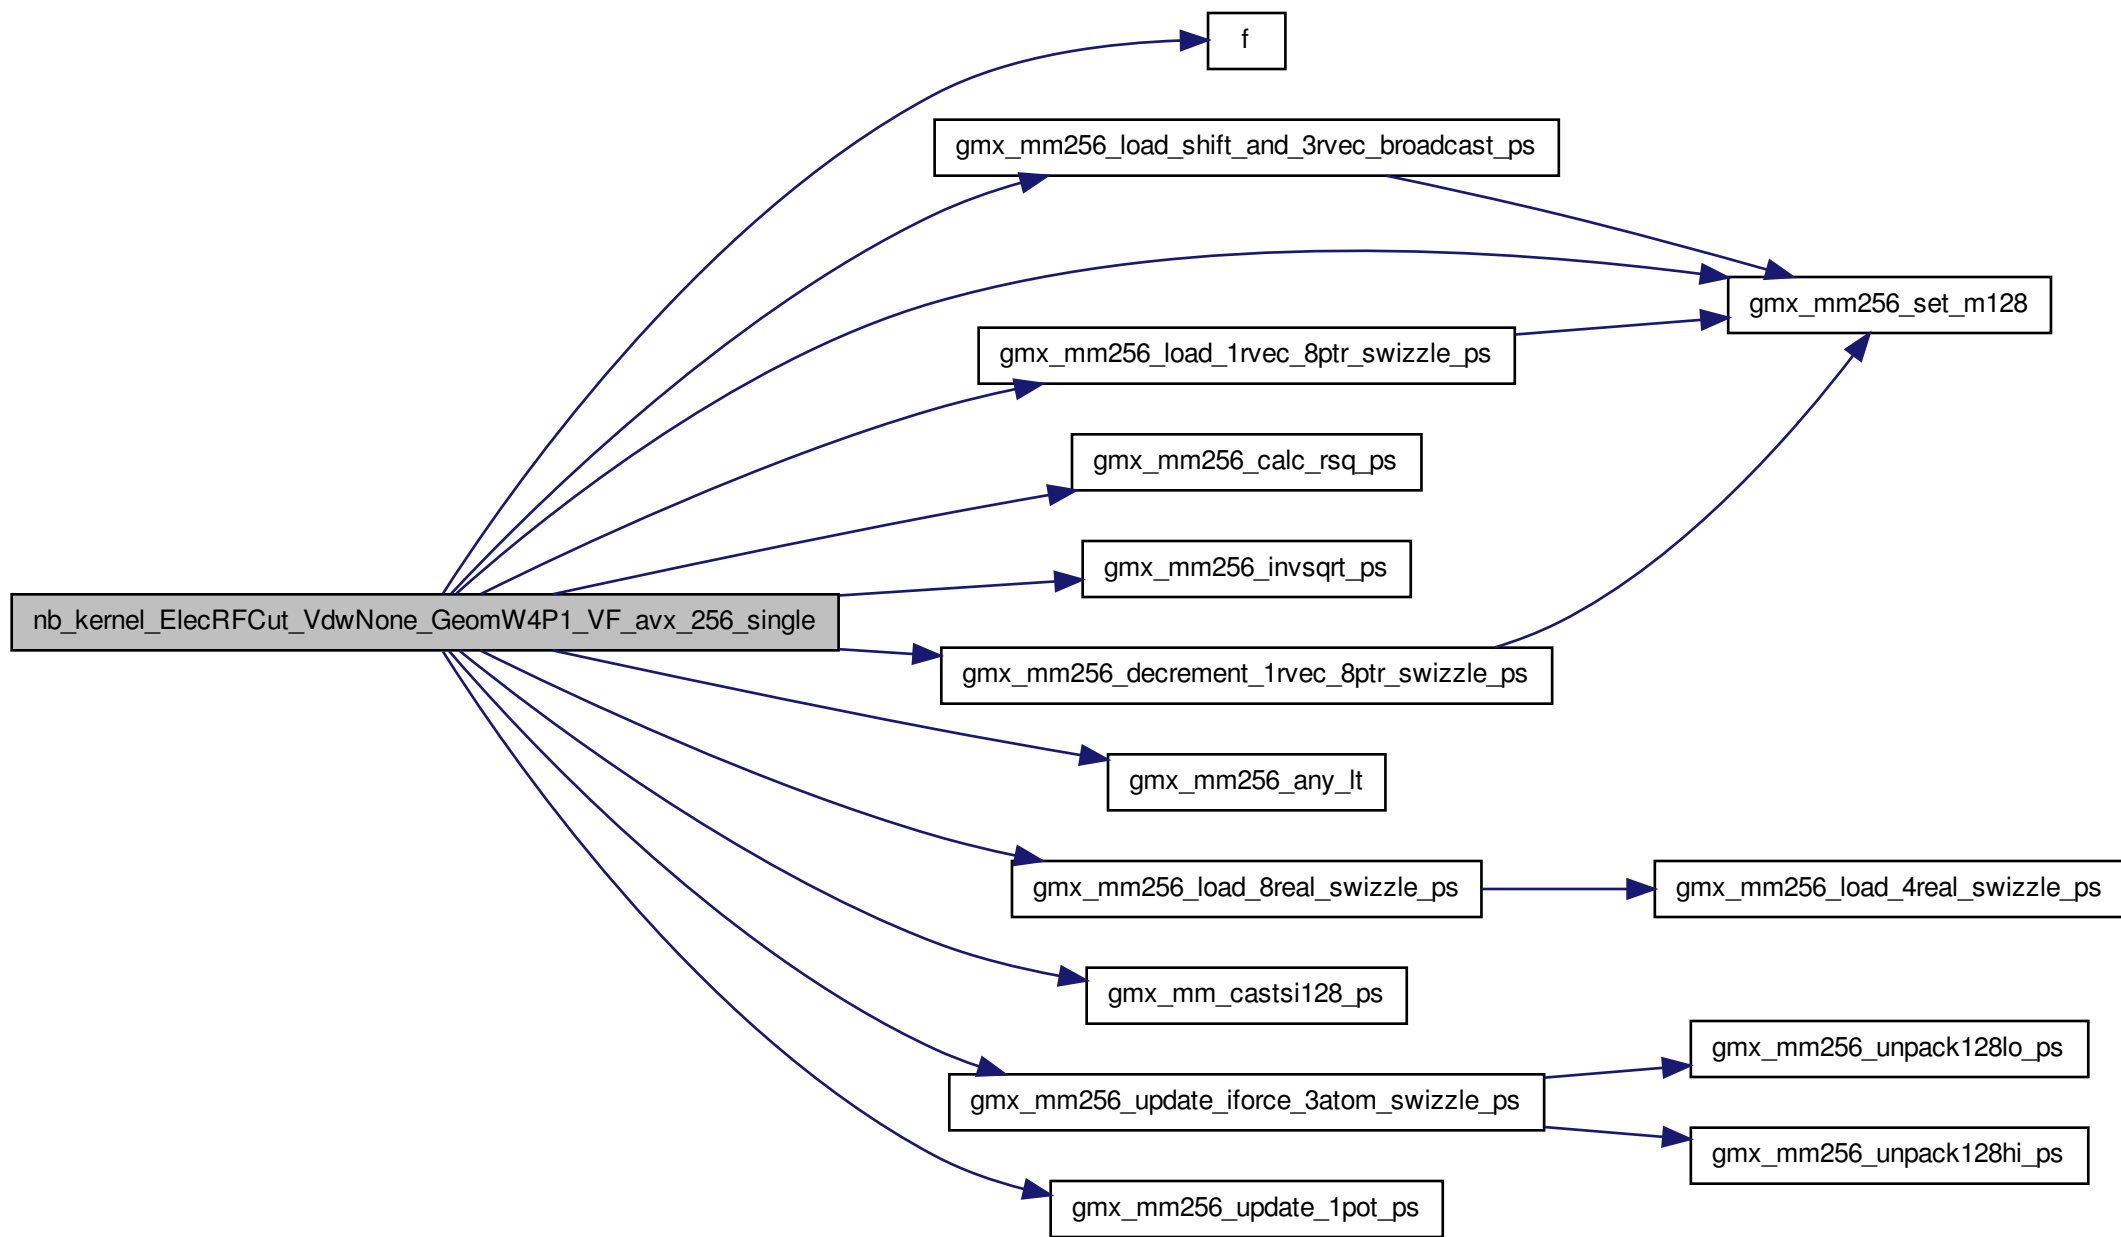 f
gmx_mm256_load_shift_and_3rvec_broadcast_ps
gmx_mm256_set_m128
gmx_mm256_load_1rvec_8ptr_swizzle_ps
gmx_mm256_calc_rsq_ps
gmx_mm256_invsqrt_ps
nb_kernel_ElecRFCut_VdwNone_GeomW4P1_VF_avx_256_single
gmx_mm256_decrement_1rvec_8ptr_swizzle_ps
gmx_mm256_any_lt
gmx_mm256_load_8real_swizzle_ps
gmx_mm256_load_4real_swizzle_ps
gmx_mm_castsi128_ps
gmx_mm256_unpack128lo_ps
gmx_mm256_update_iforce_3atom_swizzle_ps
gmx_mm256_unpack128hi_ps
gmx_mm256_update_1pot_ps